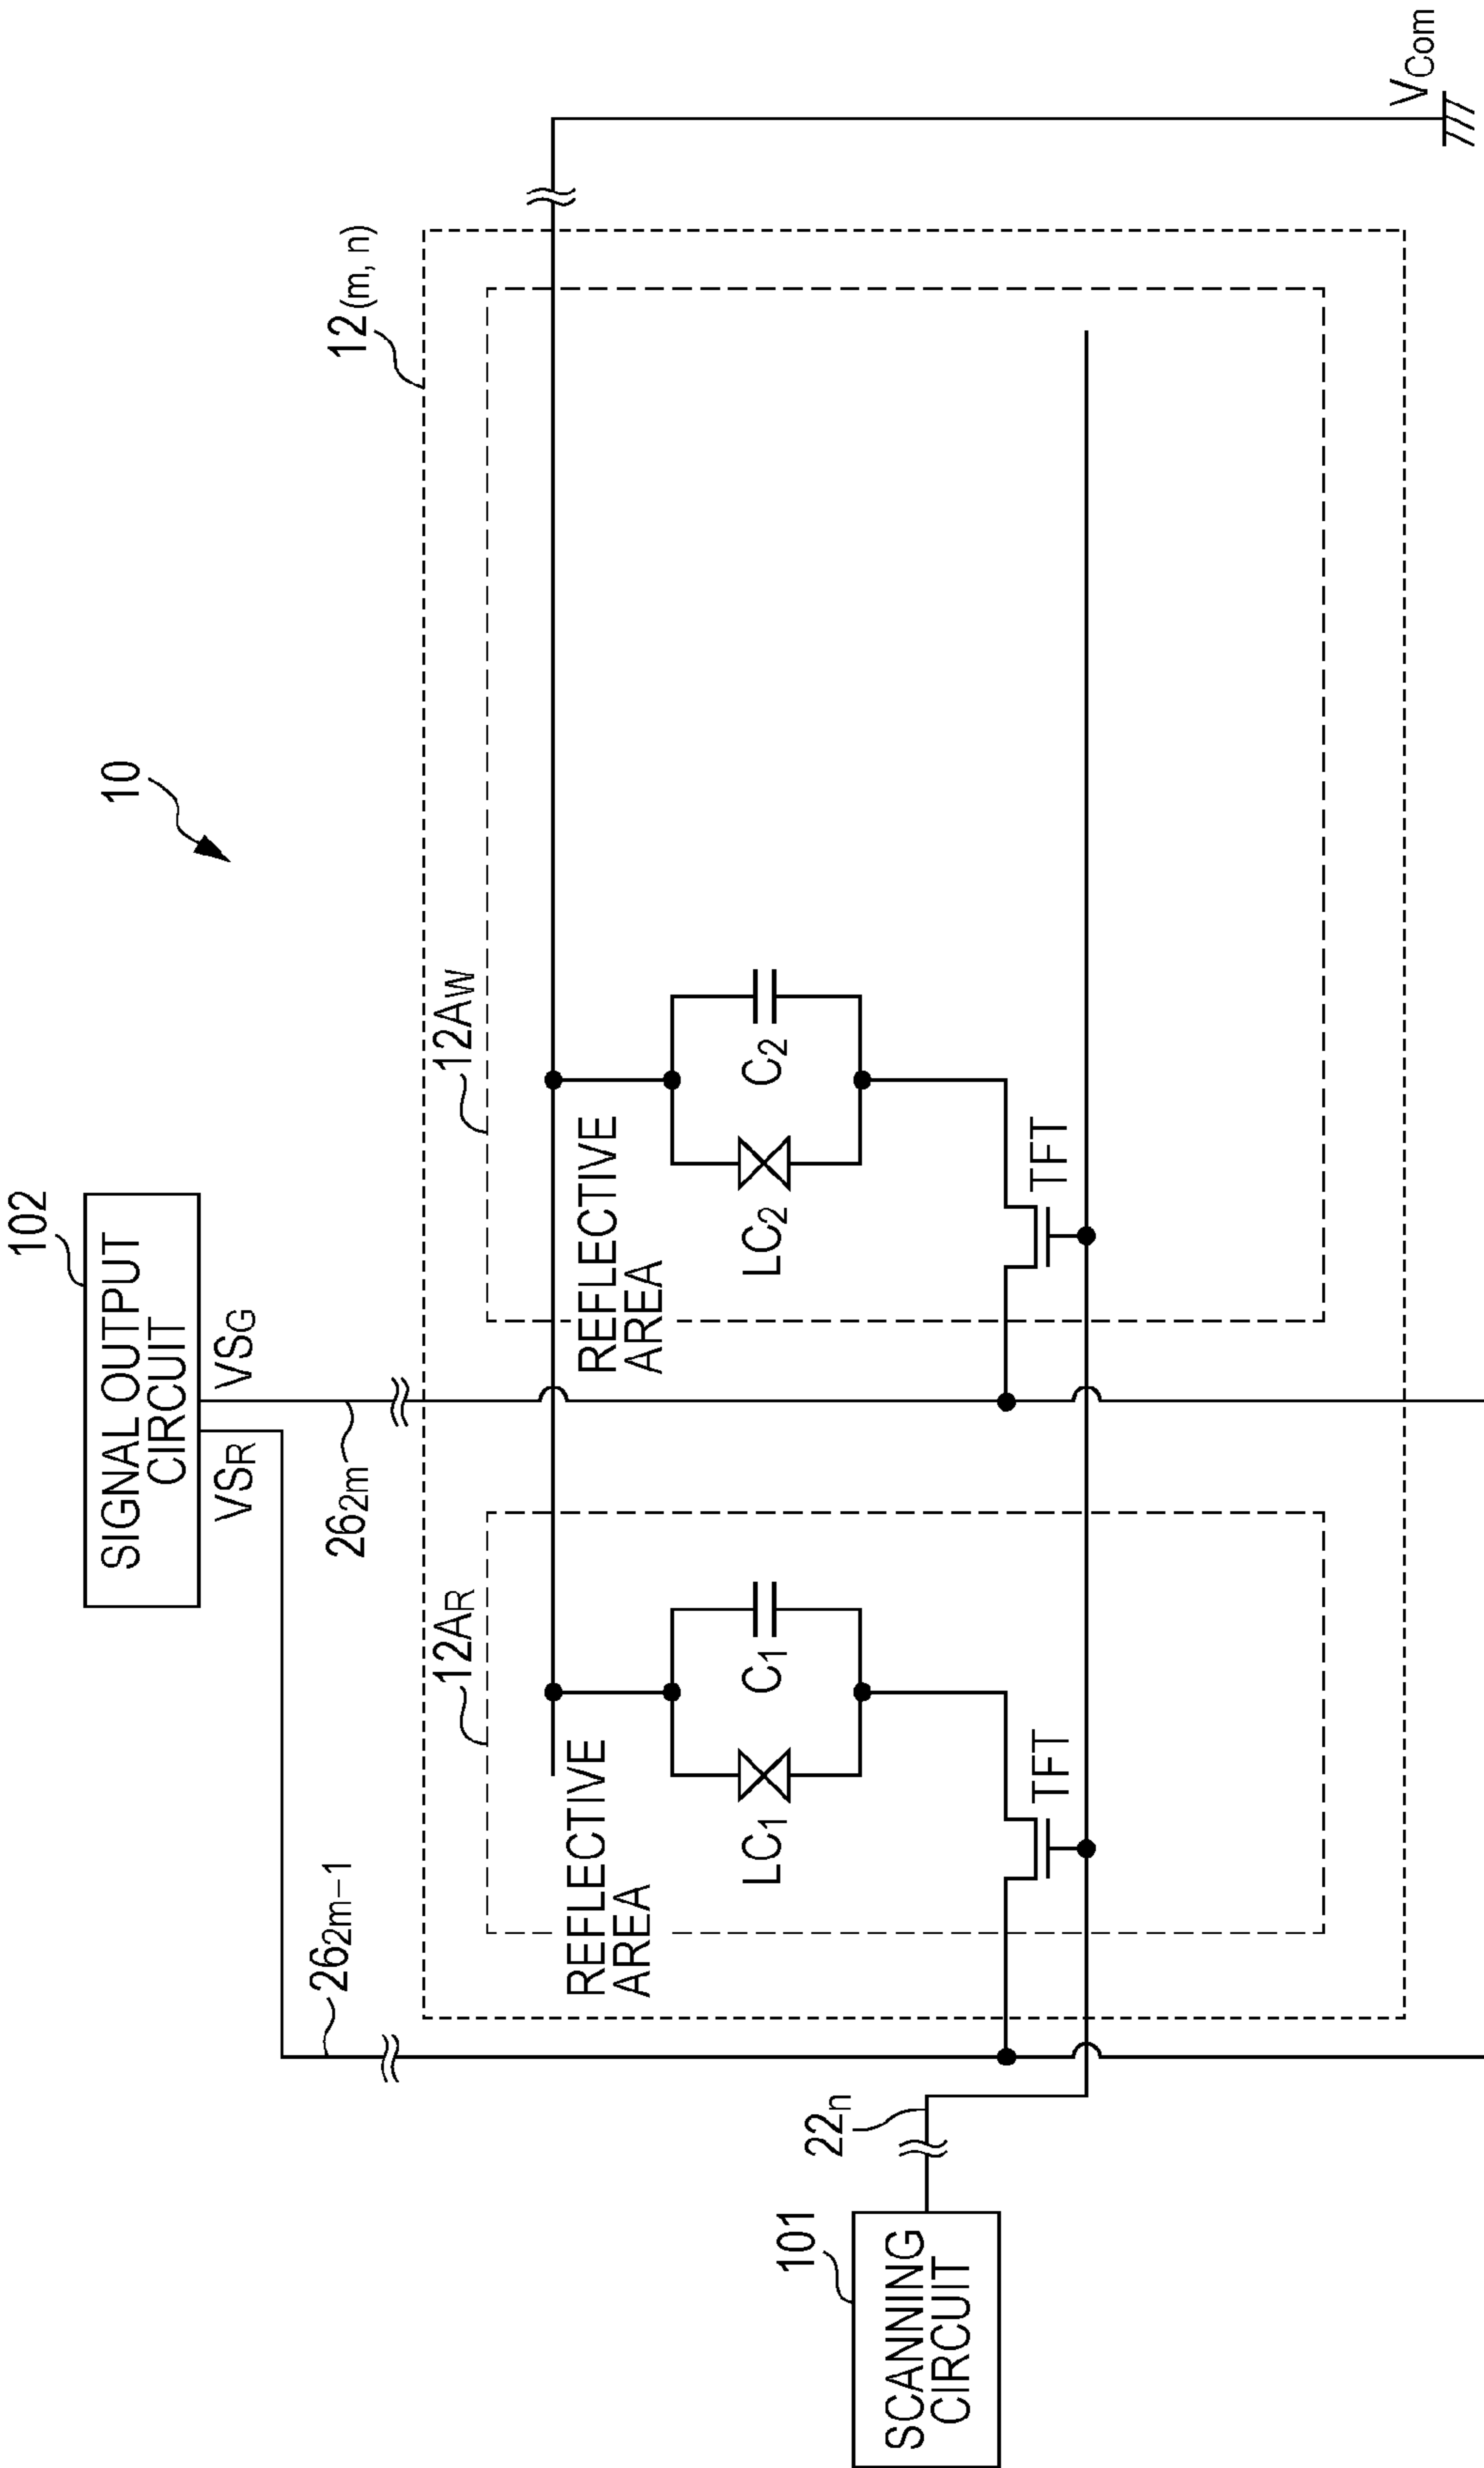 10
102
SIGNAL OUTPUT
CIRCUIT
VSR
VSG
26₂ₘ₋₁
26₂ₘ
12AR
12AW
12(m, n)
REFLECTIVE
AREA
REFLECTIVE
AREA
LC₁
C₁
LC₂
C₂
TFT
TFT
101
SCANNING
CIRCUIT
22ₙ
VCom